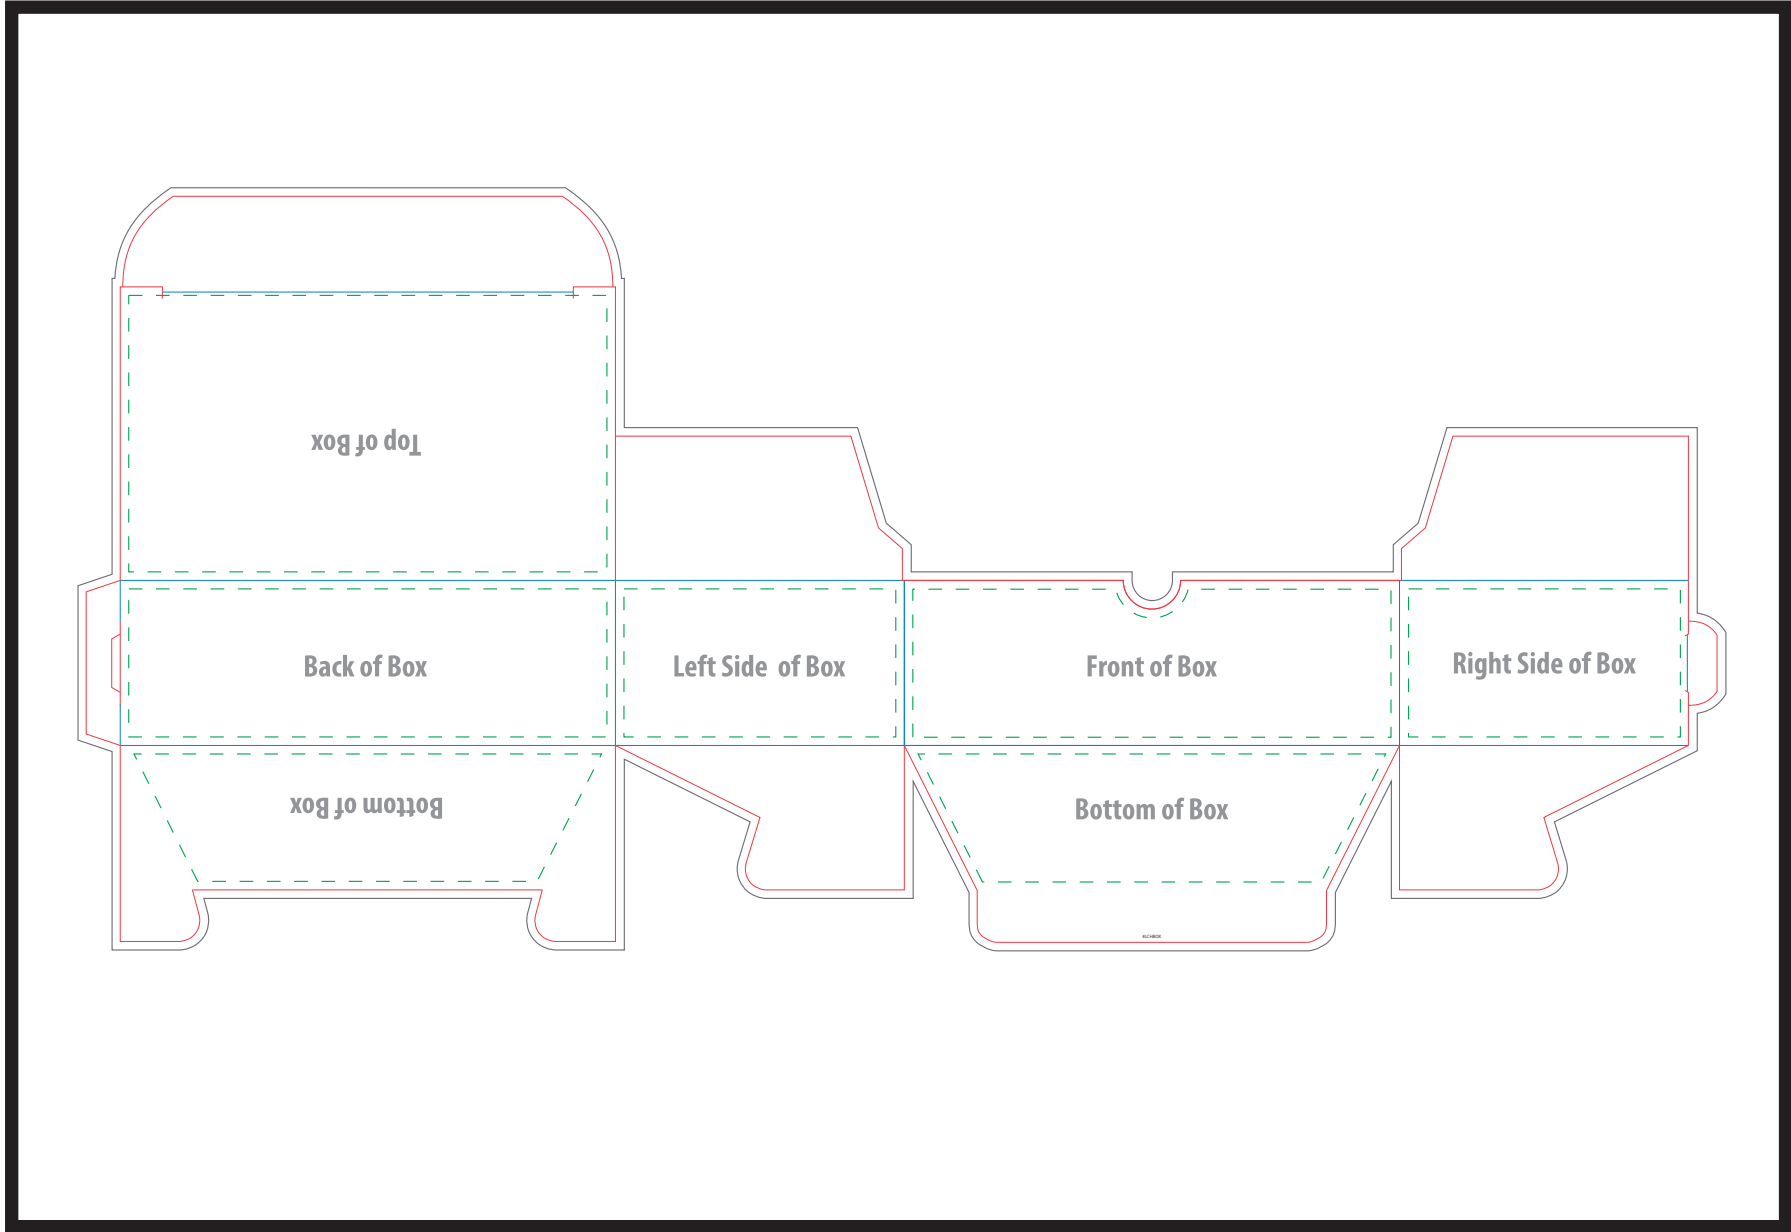 Top of Box
Back of Box
Left Side of Box
Front of Box
Right Side of Box
Bottom of Box
Bottom of Box